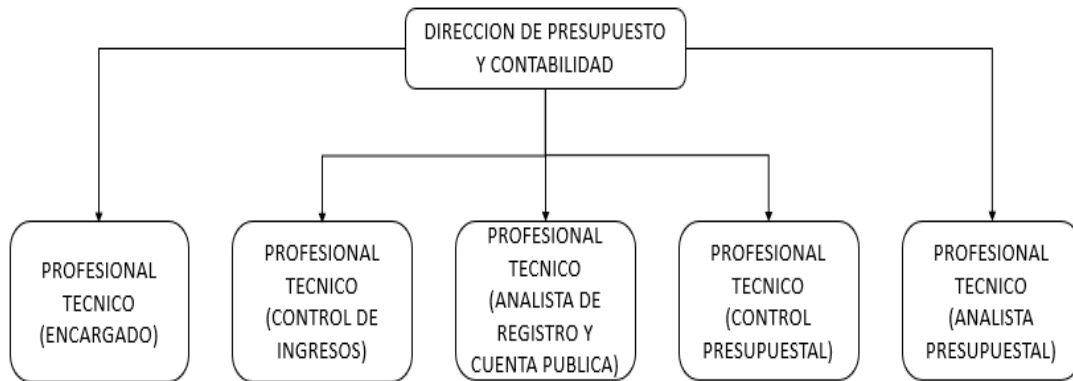 DIRECCION DE PRESUPUESTO
Y CONTABILIDAD
PROFESIONAL
TECNICO
(ENCARGADO)
PROFESIONAL
TECNICO
(CONTROL DE
INGRESOS)
PROFESIONAL
TECNICO
(ANALISTA DE
REGISTRO Y
CUENTA PUBLICA)
PROFESIONAL
TECNICO
(CONTROL
PRESUPUESTAL)
PROFESIONAL
TECNICO
(ANALISTA
PRESUPUESTAL)